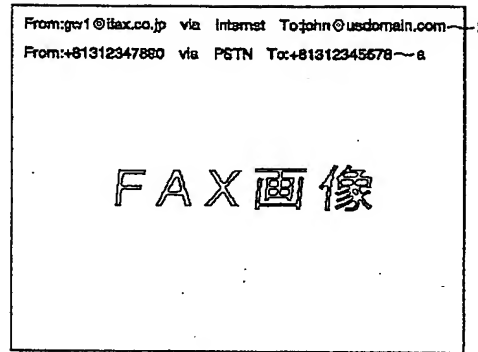 From:gw1@ifax.co.jp via Internet To:john@usdomain.com
From:+81312347890 via PSTN To:+81312345678 a
FAX画像